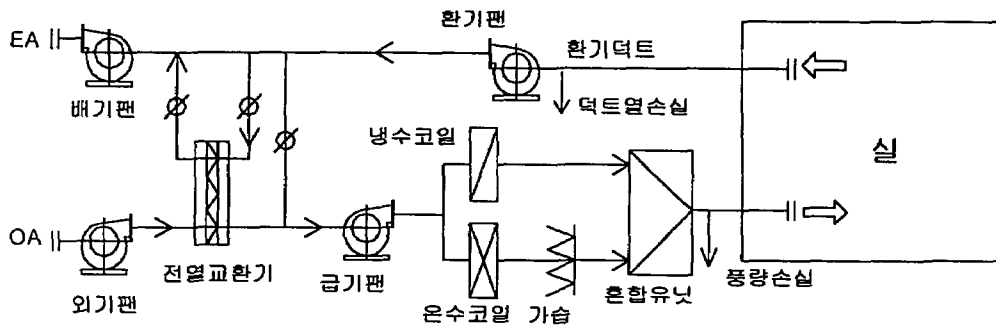 환기팬
EA
환기덕트
배기팬
덕트열손실
냉수코일
실
OA
전열교환기
급기팬
풍량손실
외기팬
온수코일 가습
혼합유닛